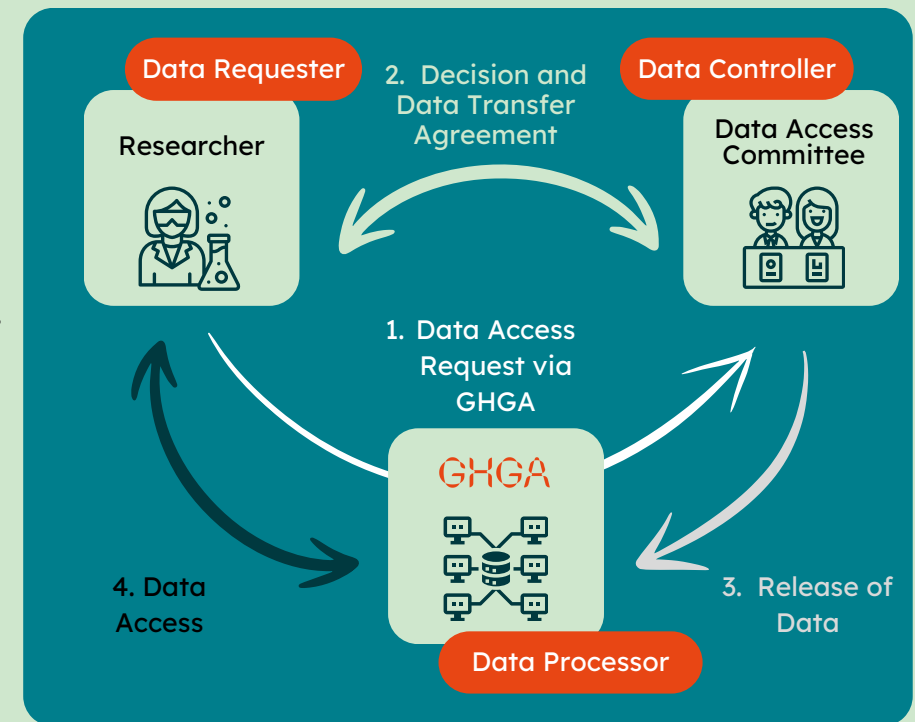 Data Requester
Researcher
2. Decision and
Data Transfer
Agreement
Data Controller
Data Access
Committee
1. Data Access
Request via
GHGA
GHGA
Data Processor
3. Release of
Data
4. Data
Access